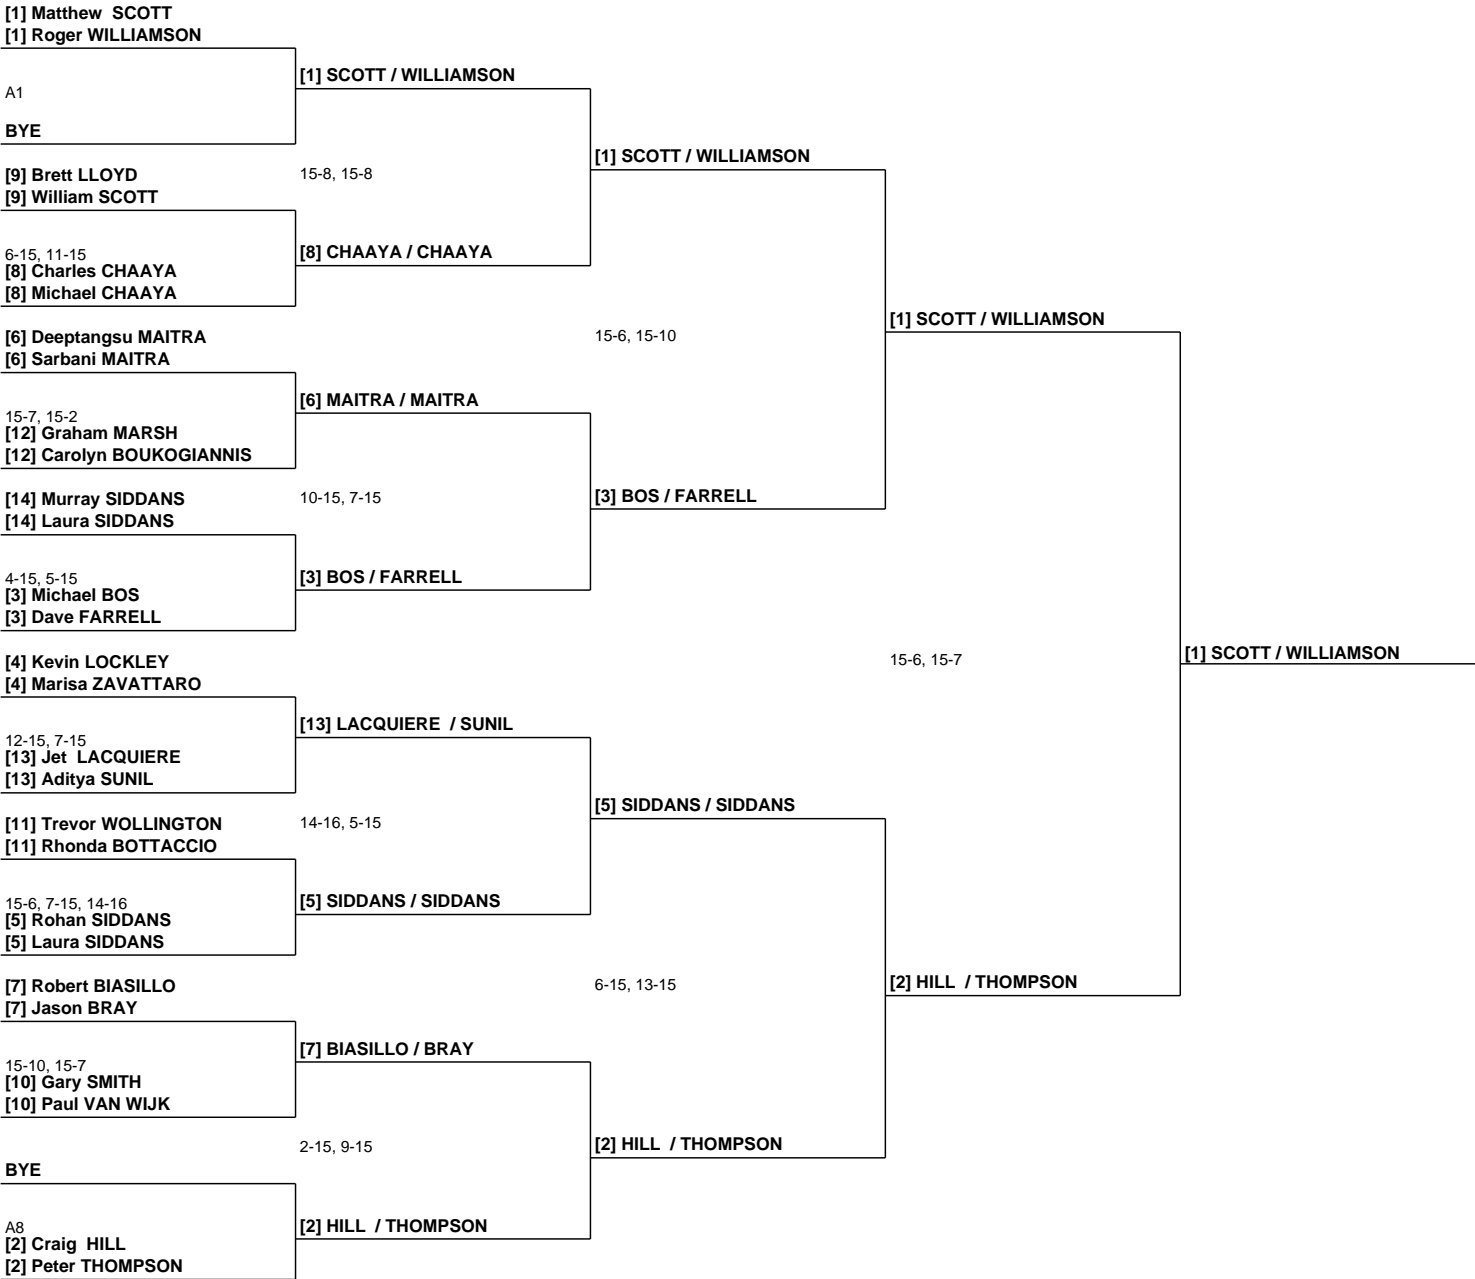 [1] Matthew  SCOTT
[1] Roger WILLIAMSON
[1] SCOTT / WILLIAMSON
A1
BYE
[1] SCOTT / WILLIAMSON
[9] Brett LLOYD
15-8, 15-8
[9] William SCOTT
6-15, 11-15
[8] CHAAYA / CHAAYA
[8] Charles CHAAYA
[8] Michael CHAAYA
[1] SCOTT / WILLIAMSON
[6] Deeptangsu MAITRA
15-6, 15-10
[6] Sarbani MAITRA
[6] MAITRA / MAITRA
15-7, 15-2
[12] Graham MARSH
[12] Carolyn BOUKOGIANNIS
[14] Murray SIDDANS
10-15, 7-15
[3] BOS / FARRELL
[14] Laura SIDDANS
4-15, 5-15
[3] BOS / FARRELL
[3] Michael BOS
[3] Dave FARRELL
[4] Kevin LOCKLEY
15-6, 15-7
[1] SCOTT / WILLIAMSON
[4] Marisa ZAVATTARO
[13] LACQUIERE  / SUNIL
12-15, 7-15
[13] Jet  LACQUIERE
[13] Aditya SUNIL
[5] SIDDANS / SIDDANS
[11] Trevor WOLLINGTON
14-16, 5-15
[11] Rhonda BOTTACCIO
15-6, 7-15, 14-16
[5] SIDDANS / SIDDANS
[5] Rohan SIDDANS
[5] Laura SIDDANS
[7] Robert BIASILLO
6-15, 13-15
[2] HILL  / THOMPSON
[7] Jason BRAY
[7] BIASILLO / BRAY
15-10, 15-7
[10] Gary SMITH
[10] Paul VAN WIJK
2-15, 9-15
[2] HILL  / THOMPSON
BYE
A8
[2] HILL  / THOMPSON
[2] Craig  HILL
[2] Peter THOMPSON